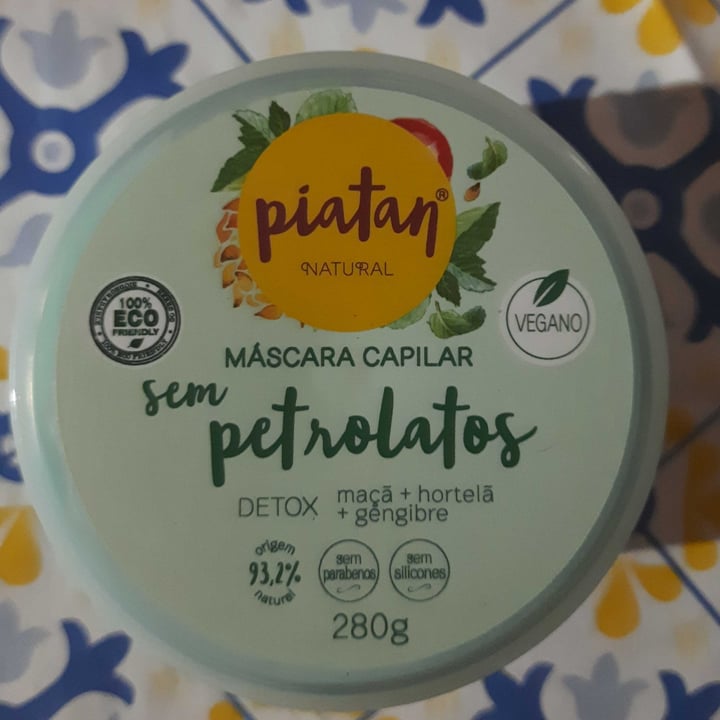 piatan®
NATURAL
100%
ECO
FRIENDLY
VEGANO
MÁSCARA CAPILAR
sem
petrolatos
DETOX maçã + hortelã
+ gengibre
origem
93,2%
natural
sem
parabenos
sem
silicones
280g